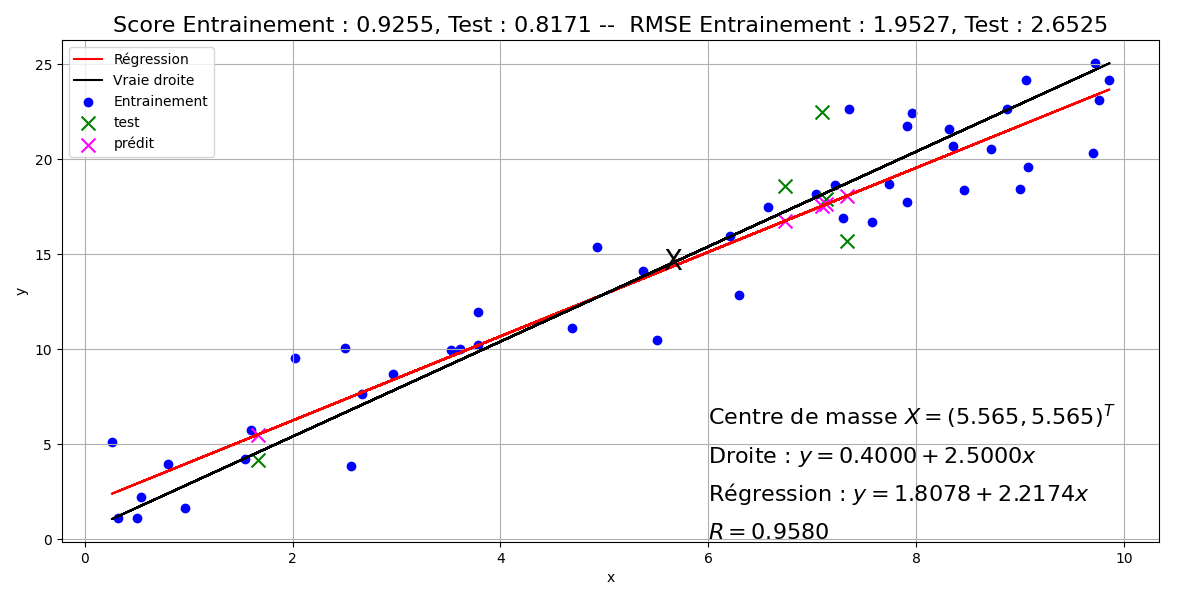 Score Entrainement : 0.9255, Test : 0.8171 --  RMSE Entrainement : 1.9527, Test : 2.6525
Régression
Vraie droite
Entrainement
test
prédit
25
20
15
10
5
0
y
X
Centre de masse X = (5.565, 5.565)^T
Droite : y = 0.4000 + 2.5000x
Régression : y = 1.8078 + 2.2174x
R = 0.9580
0 2 4 6 8 10
x